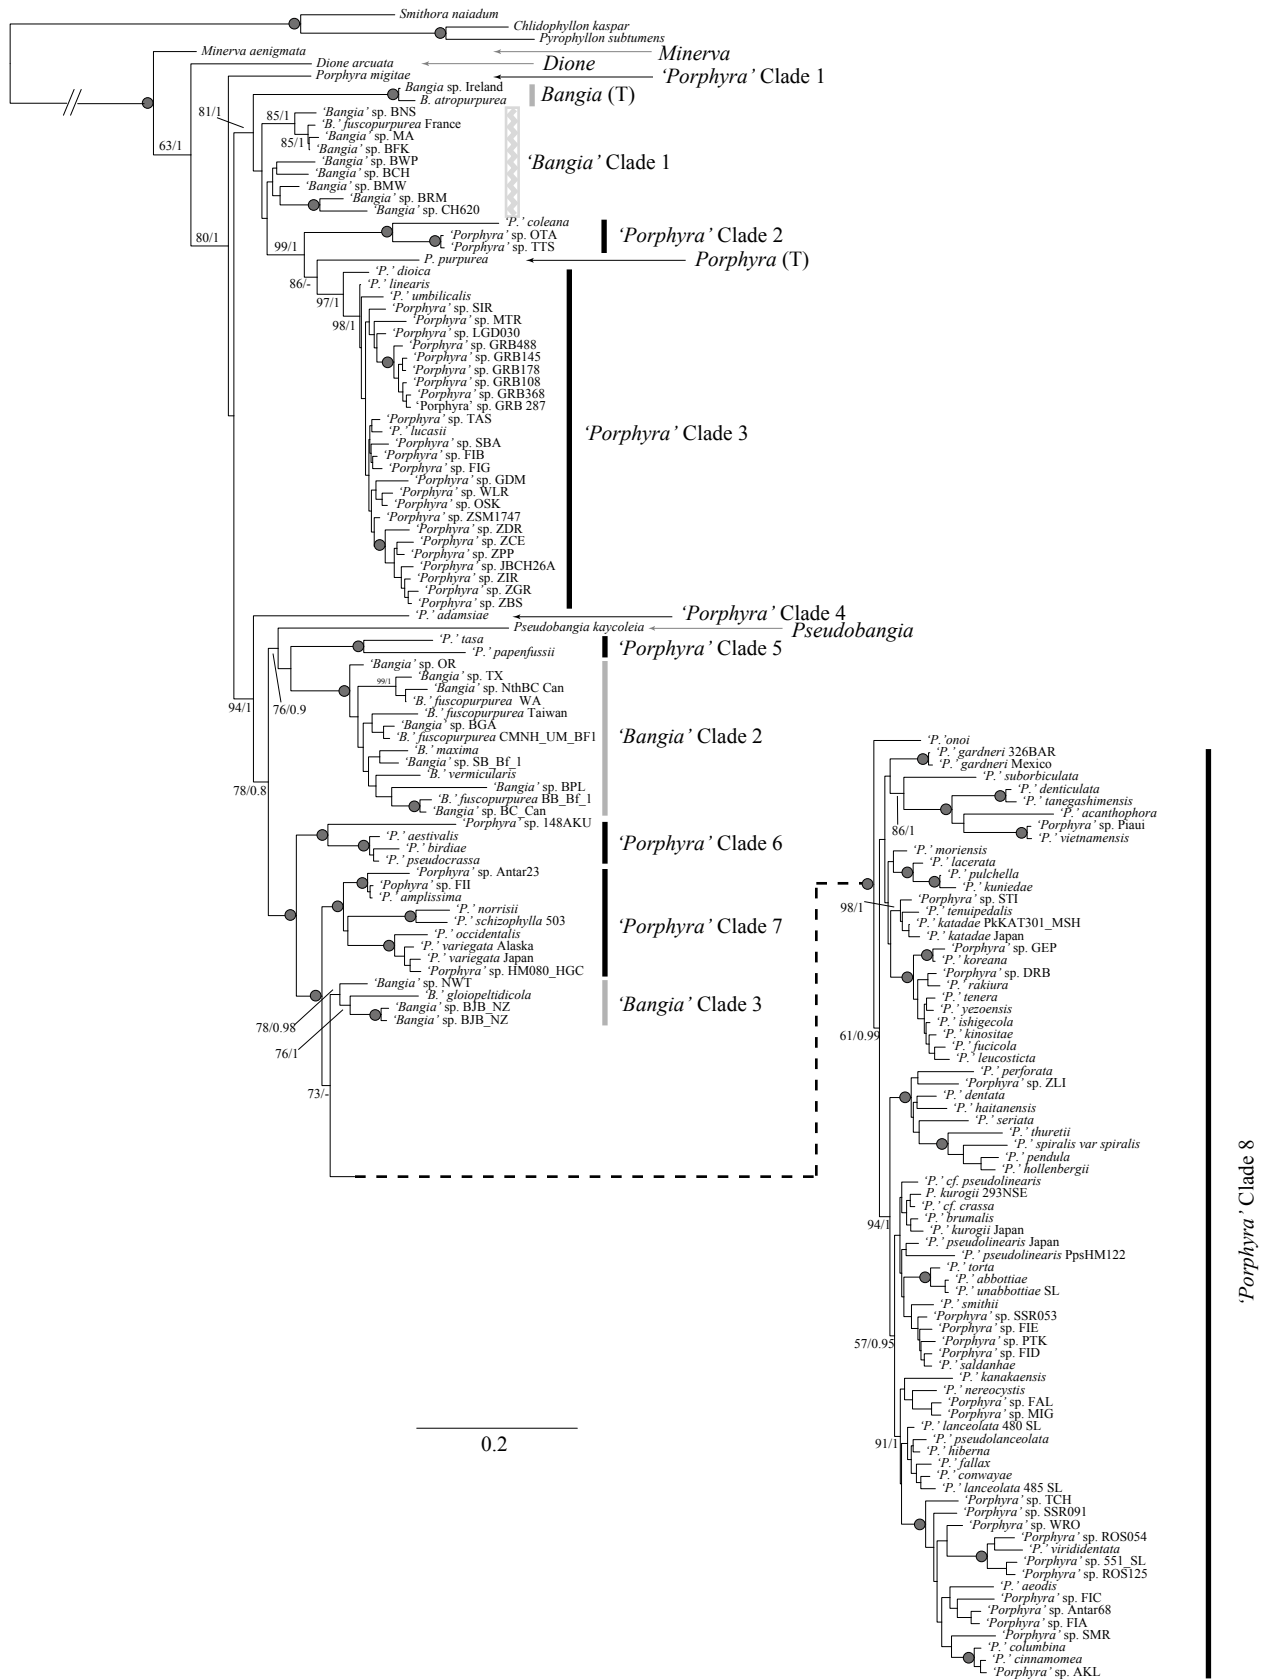 Smithora naiadum
Chlidophyllon kaspar
Pyrophyllon subtumens
Minerva aenigmata
Minerva
Dione arcuata
Dione
Porphyra migitae
‘Porphyra’ Clade 1
Bangia sp. Ireland
B. atropurpurea
Bangia (T)
81/1
63/1
80/1
85/1
‘Bangia’ sp. BNS
‘B.’ fuscopurpurea France
85/1
‘Bangia’ sp. MA
‘Bangia’ sp. BFK
‘Bangia’ sp. BWP
‘Bangia’ sp. BCH
‘Bangia’ sp. BMW
‘Bangia’ sp. BRM
‘Bangia’ sp. CH620
‘Bangia’ Clade 1
99/1
‘P.’ coleana
‘Porphyra’ sp. OTA
‘Porphyra’ sp. TTS
‘Porphyra’ Clade 2
P. purpurea
Porphyra (T)
86/-
97/1
98/1
‘P.’ dioica
‘P.’ linearis
‘P.’ umbilicalis
‘Porphyra’ sp. SIR
‘Porphyra’ sp. MTR
‘Porphyra’ sp. LGD030
‘Porphyra’ sp. GRB488
‘Porphyra’ sp. GRB145
‘Porphyra’ sp. GRB178
‘Porphyra’ sp. GRB108
‘Porphyra’ sp. GRB368
‘Porphyra’ sp. GRB 287
‘Porphyra’ sp. TAS
‘P.’ lucasii
‘Porphyra’ sp. SBA
‘Porphyra’ sp. FIB
‘Porphyra’ sp. FIG
‘Porphyra’ sp. GDM
‘Porphyra’ sp. WLR
‘Porphyra’ sp. OSK
‘Porphyra’ sp. ZSM1747
‘Porphyra’ sp. ZDR
‘Porphyra’ sp. ZCE
‘Porphyra’ sp. ZPP
‘Porphyra’ sp. JBCH26A
‘Porphyra’ sp. ZIR
‘Porphyra’ sp. ZGR
‘Porphyra’ sp. ZBS
‘Porphyra’ Clade 3
‘P.’ adamsiae
‘Porphyra’ Clade 4
Pseudobangia kaycoleia
Pseudobangia
‘P.’ tasa
‘P.’ papenfussii
‘Porphyra’ Clade 5
94/1
76/0.9
78/0.8
‘Bangia’ sp. OR
99/1
‘Bangia’ sp. TX
‘Bangia’ sp. NthBC Can
‘B.’ fuscopurpurea WA
‘B.’ fuscopurpurea Taiwan
‘Bangia’ sp. BGA
‘B.’ fuscopurpurea CMNH_UM_BF1
‘B.’ maxima
‘Bangia’ sp. SB_Bf_1
‘B.’ vermicularis
‘Bangia’ sp. BPL
‘B.’ fuscopurpurea BB_Bf_1
‘Bangia’ sp. BC_Can
‘Bangia’ Clade 2
‘Porphyra’ sp. 148AKU
‘P.’ aestivalis
‘P.’ birdiae
‘P.’ pseudocrassa
‘Porphyra’ Clade 6
‘Porphyra’ sp. Antar23
‘Pophyra’ sp. FII
‘P.’ amplissima
‘P.’ norrisii
‘P.’ schizophylla 503
‘P.’ occidentalis
‘P.’ variegata Alaska
‘P.’ variegata Japan
‘Porphyra’ sp. HM080_HGC
‘Porphyra’ Clade 7
‘Bangia’ sp. NWT
‘B.’ gloiopeltidicola
‘Bangia’ sp. BJB_NZ
‘Bangia’ sp. BJB_NZ
‘Bangia’ Clade 3
78/0.98
76/1
73/-
0.2
‘P.’ onoi
‘P.’ gardneri 326BAR
‘P.’ gardneri Mexico
‘P.’ suborbiculata
‘P.’ denticulata
‘P.’ tanegashimensis
‘P.’ acanthophora
‘Porphyra’ sp. Piaui
‘P.’ vietnamensis
86/1
‘P.’ moriensis
‘P.’ lacerata
‘P.’ pulchella
‘P.’ kuniedae
98/1
‘Porphyra’ sp. STI
‘P.’ tenuipedalis
‘P.’ katadae PkKAT301_MSH
‘P.’ katadae Japan
‘Porphyra’ sp. GEP
‘P.’ koreana
‘Porphyra’ sp. DRB
‘P.’ rakiura
‘P.’ tenera
‘P.’ yezoensis
‘P.’ ishigecola
‘P.’ kinositae
‘P.’ fucicola
‘P.’ leucosticta
61/0.99
‘P.’ perforata
‘Porphyra’ sp. ZLI
‘P.’ dentata
‘P.’ haitanensis
‘P.’ seriata
‘P.’ thuretii
‘P.’ spiralis var spiralis
‘P.’ pendula
‘P.’ hollenbergii
94/1
‘P.’ cf. pseudolinearis
P. kurogii 293NSE
‘P.’ cf. crassa
‘P.’ brumalis
‘P.’ kurogii Japan
‘P.’ pseudolinearis Japan
‘P.’ pseudolinearis PpsHM122
‘P.’ torta
‘P.’ abbottiae
‘P.’ unabbottiae SL
‘P.’ smithii
‘Porphyra’ sp. SSR053
‘Porphyra’ sp. FIE
‘Porphyra’ sp. PTK
‘Porphyra’ sp. FID
‘P.’ saldanhae
57/0.95
‘P.’ kanakaensis
‘P.’ nereocystis
‘Porphyra’ sp. FAL
‘Porphyra’ sp. MIG
91/1
‘P.’ lanceolata 480 SL
‘P.’ pseudolanceolata
‘P.’ hiberna
‘P.’ fallax
‘P.’ conwayae
‘P.’ lanceolata 485 SL
‘Porphyra’ sp. TCH
‘Porphyra’ sp. SSR091
‘Porphyra’ sp. WRO
‘Porphyra’ sp. ROS054
‘P.’ virididentata
‘Porphyra’ sp. 551_SL
‘Porphyra’ sp. ROS125
‘P.’ aeodis
‘Porphyra’ sp. FIC
‘Porphyra’ sp. Antar68
‘Porphyra’ sp. FIA
‘Porphyra’ sp. SMR
‘P.’ columbina
‘P.’ cinnamomea
‘Porphyra’ sp. AKL
‘Porphyra’ Clade 8